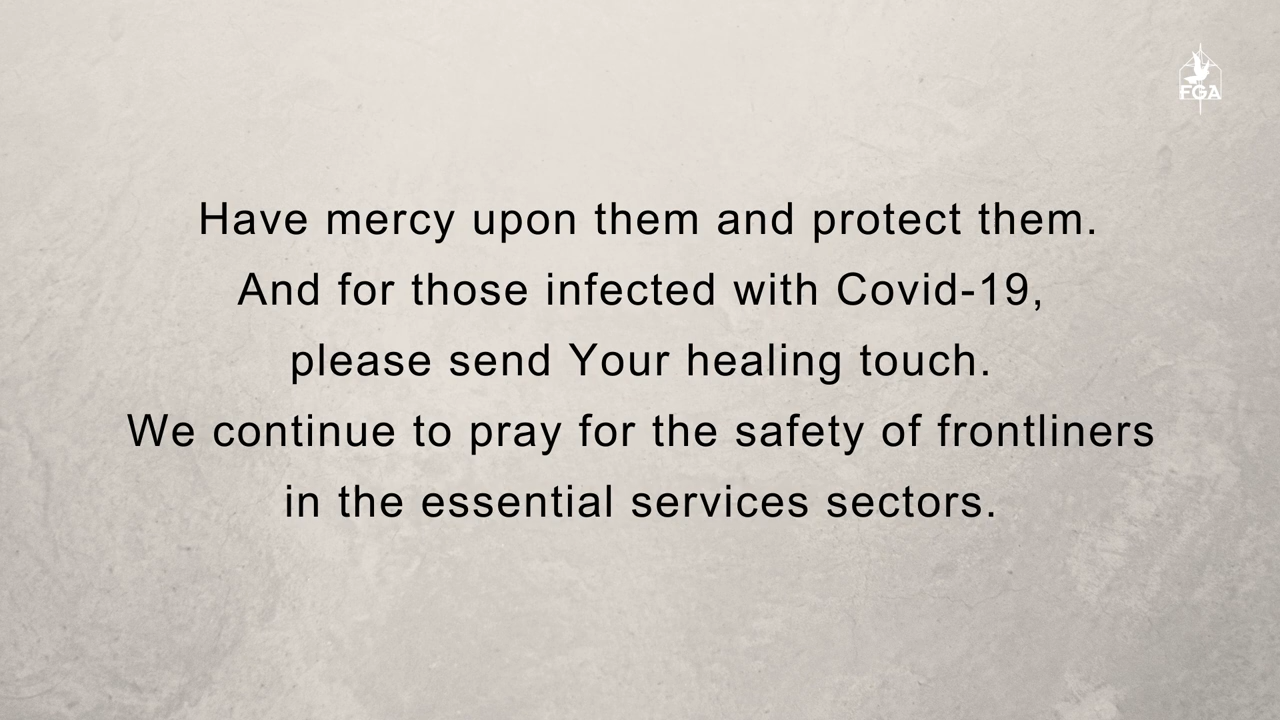 FGA
Have mercy upon them and protect them.
And for those infected with Covid-19,
please send Your healing touch.
We continue to pray for the safety of frontliners
in the essential services sectors.